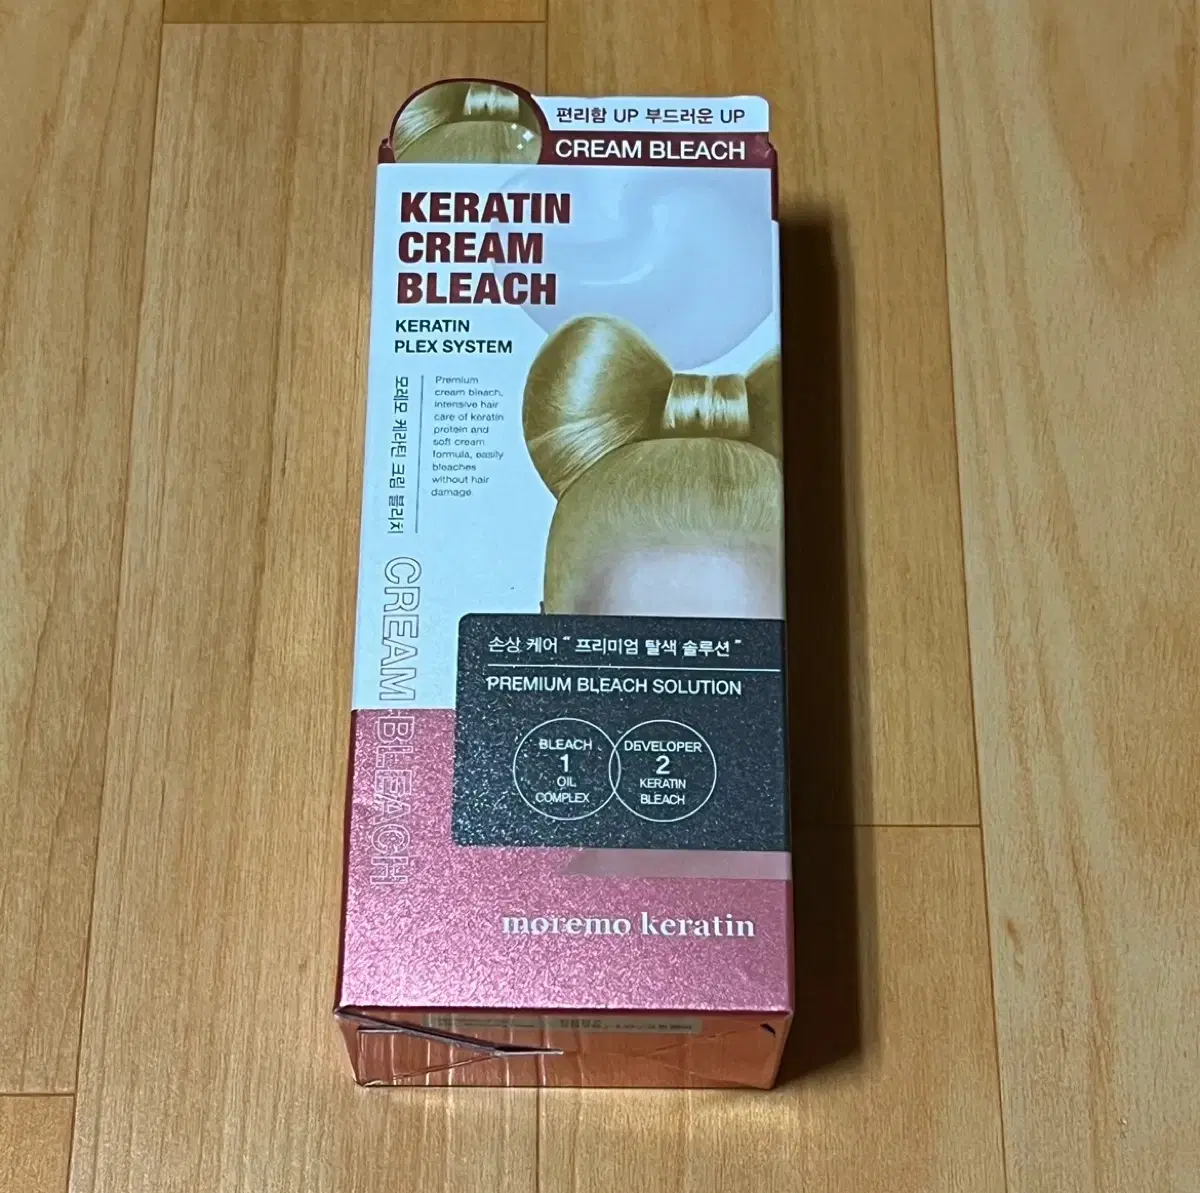 편리함 UP 부드러운 UP
CREAM BLEACH
KERATIN
CREAM
BLEACH
KERATIN
PLEX SYSTEM
모레모 케라틴 크림 블리치
Premium
cream bleach,
intensive hair
care of keratin
protein and
soft cream
formula, easily
bleaches
without hair
damage.
CREAM BLEACH
손상 케어 “ 프리미엄 탈색 솔루션 ”
PREMIUM BLEACH SOLUTION
BLEACH
1
OIL
COMPLEX
DEVELOPER
2
KERATIN
BLEACH
moremo keratin